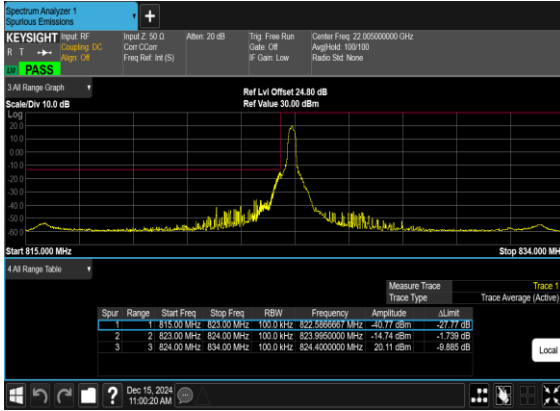 Spectrum Analyzer 1
Spurious Emissions
+
KEYSIGHT Input: RF Input Z: 50 Ω Atten: 20 dB Trig: Free Run Center Freq: 22.005000000 GHz
R T Coupling: DC Corr CCorr Gate: Off Avg|Hold: 100/100
Align: Off Freq Ref: Int (S) IF Gain: Low Radio Std: None
PASS
3 All Range Graph
Ref Lvl Offset 24.80 dB
Scale/Div 10.0 dB Ref Value 30.00 dBm
Log
20.0
10.0
0.00
-10.0
-20.0
-30.0
-40.0
-50.0
-60.0
Start 815.000 MHz Stop 834.000 MH
4 All Range Table
Measure Trace Trace 1
Trace Type Trace Average (Active)
Spur Range Start Freq Stop Freq RBW Frequency Amplitude ΔLimit
1 1 815.00 MHz 823.00 MHz 100.0 kHz 822.5866667 MHz -40.77 dBm -27.77 dB
2 2 823.00 MHz 824.00 MHz 100.0 kHz 823.9950000 MHz -14.74 dBm -1.739 dB
3 3 824.00 MHz 834.00 MHz 100.0 kHz 824.4000000 MHz 20.11 dBm -9.885 dB
Local
? Dec 15, 2024
11:00:20 AM